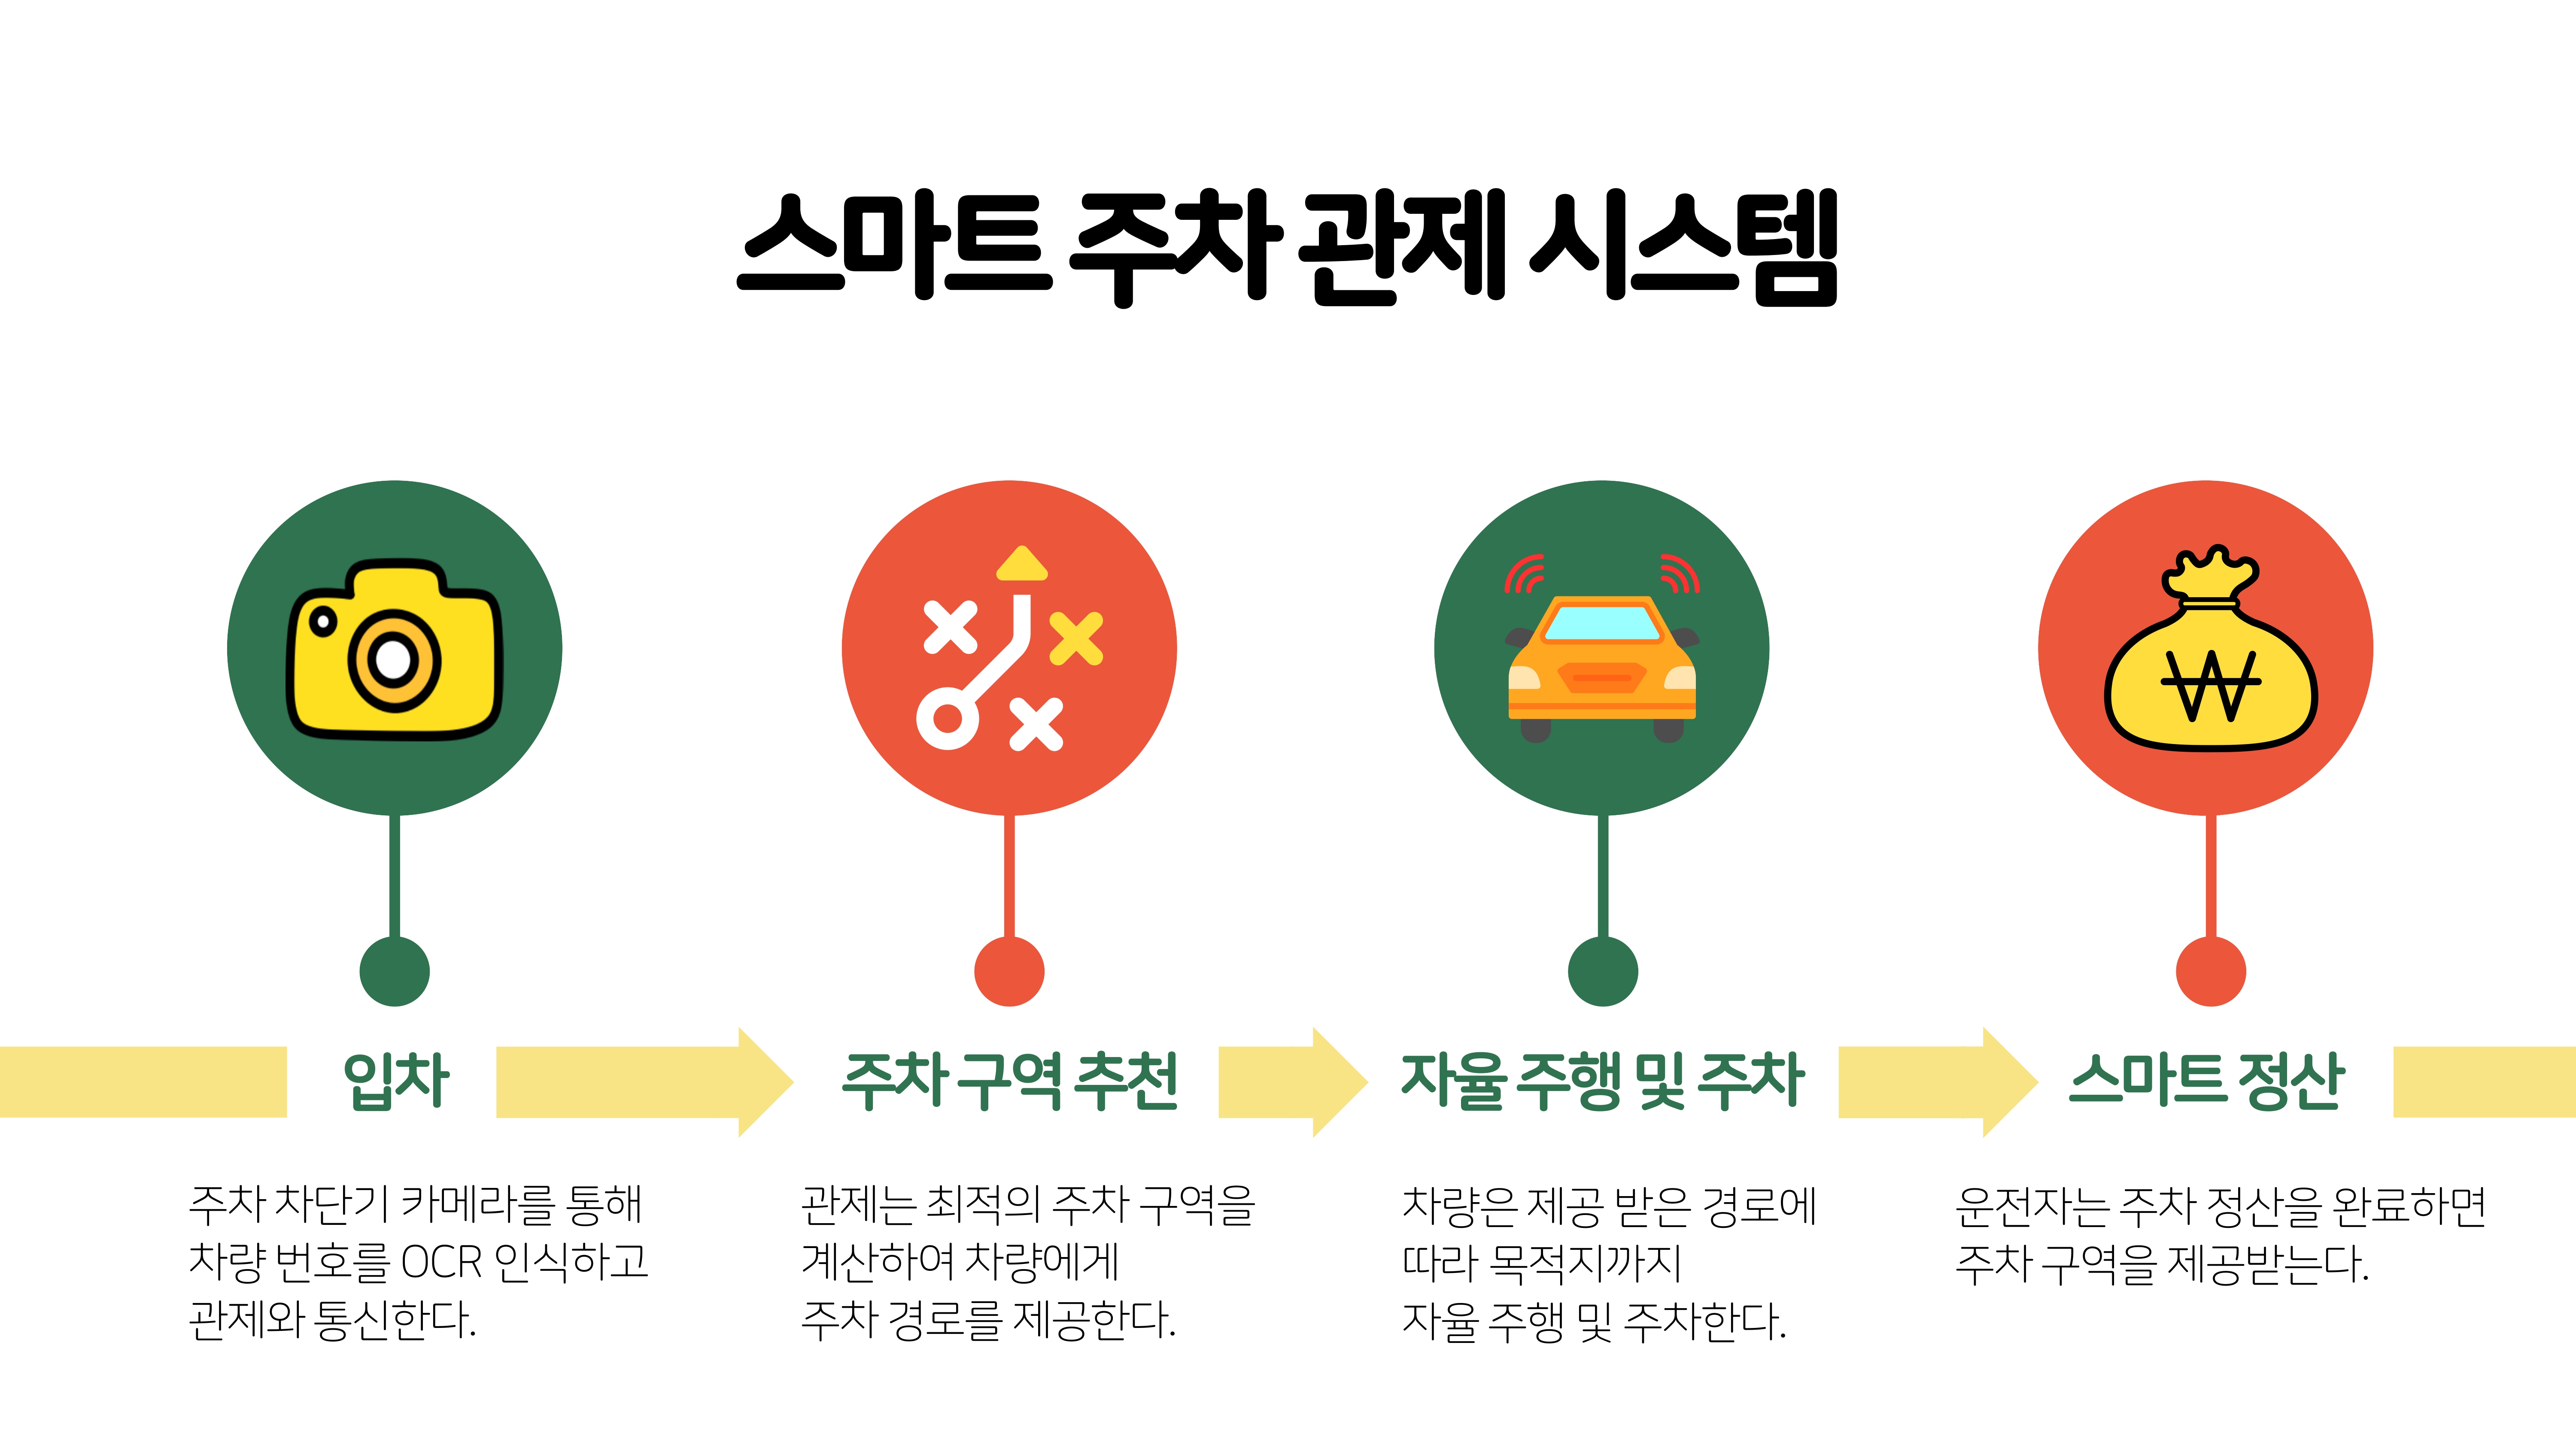 스마트 주차 관제 시스템
입차
주차 차단기 카메라를 통해
차량 번호를 OCR 인식하고
관제와 통신한다.
주차 구역 추천
관제는 최적의 주차 구역을
계산하여 차량에게
주차 경로를 제공한다.
자율 주행 및 주차
차량은 제공 받은 경로에
따라 목적지까지
자율 주행 및 주차한다.
₩
스마트 정산
운전자는 주차 정산을 완료하면
주차 구역을 제공받는다.